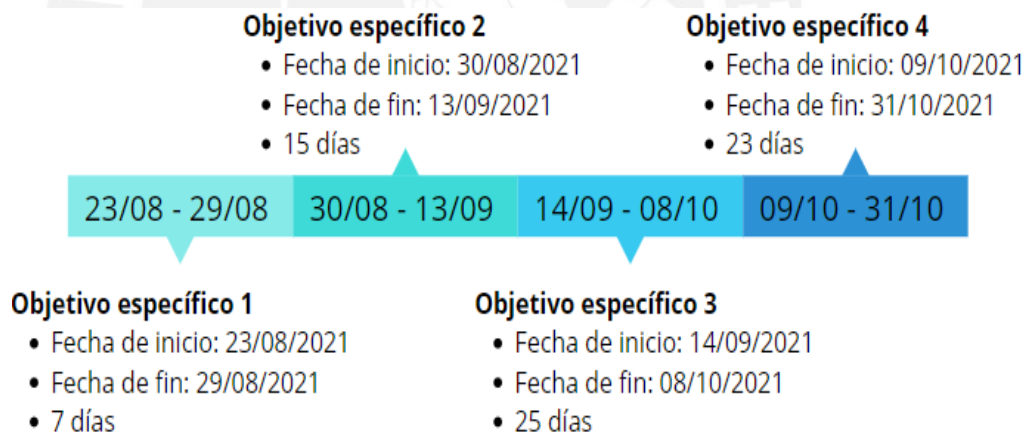 Objetivo específico 2
• Fecha de inicio: 30/08/2021
• Fecha de fin: 13/09/2021
• 15 días
Objetivo específico 4
• Fecha de inicio: 09/10/2021
• Fecha de fin: 31/10/2021
• 23 días
23/08 - 29/08
30/08 - 13/09
14/09 - 08/10
09/10 - 31/10
Objetivo específico 1
• Fecha de inicio: 23/08/2021
• Fecha de fin: 29/08/2021
• 7 días
Objetivo específico 3
• Fecha de inicio: 14/09/2021
• Fecha de fin: 08/10/2021
• 25 días